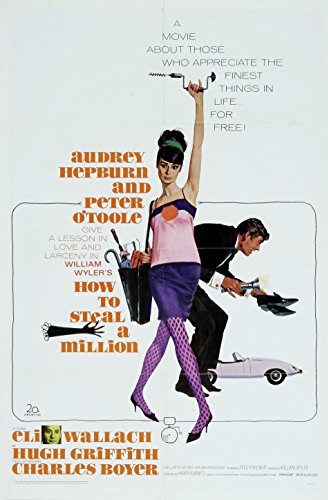 A
MOVIE
ABOUT THOSE
WHO APPRECIATE THE
FINEST
THINGS IN
LIFE...
FOR
FREE!
AUDREY
HEPBURN
AND
PETER
O'TOOLE
GIVE
A LESSON IN
LOVE AND
LARCENY IN
WILLIAM
WYLER'S
HOW
TO
STEAL A
MILLION
20th
ELI WALLACH
HUGH GRIFFITH
CHARLES BOYER